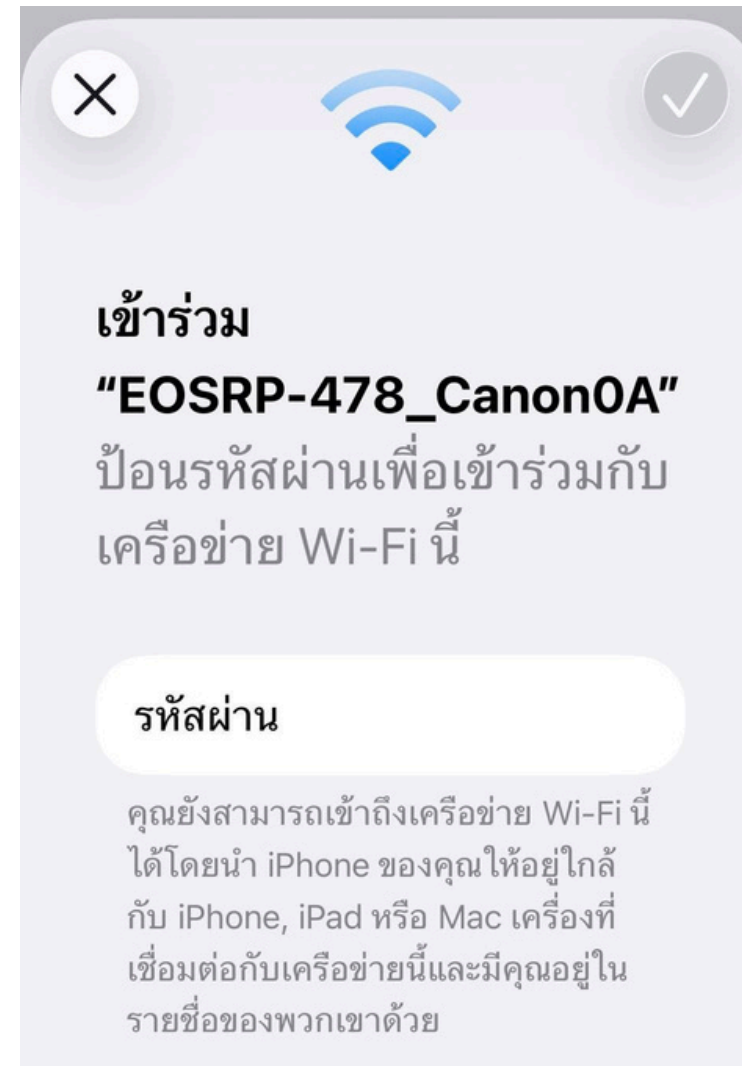 เข้าร่วม
“EOSRP-478_Canon0A”
ป้อนรหัสผ่านเพื่อเข้าร่วมกับ
เครือข่าย Wi-Fi นี้
รหัสผ่าน
คุณยังสามารถเข้าถึงเครือข่าย Wi-Fi นี้
ได้โดยนำ iPhone ของคุณให้อยู่ใกล้
กับ iPhone, iPad หรือ Mac เครื่องที่
เชื่อมต่อกับเครือข่ายนี้และมีคุณอยู่ใน
รายชื่อของพวกเขาด้วย